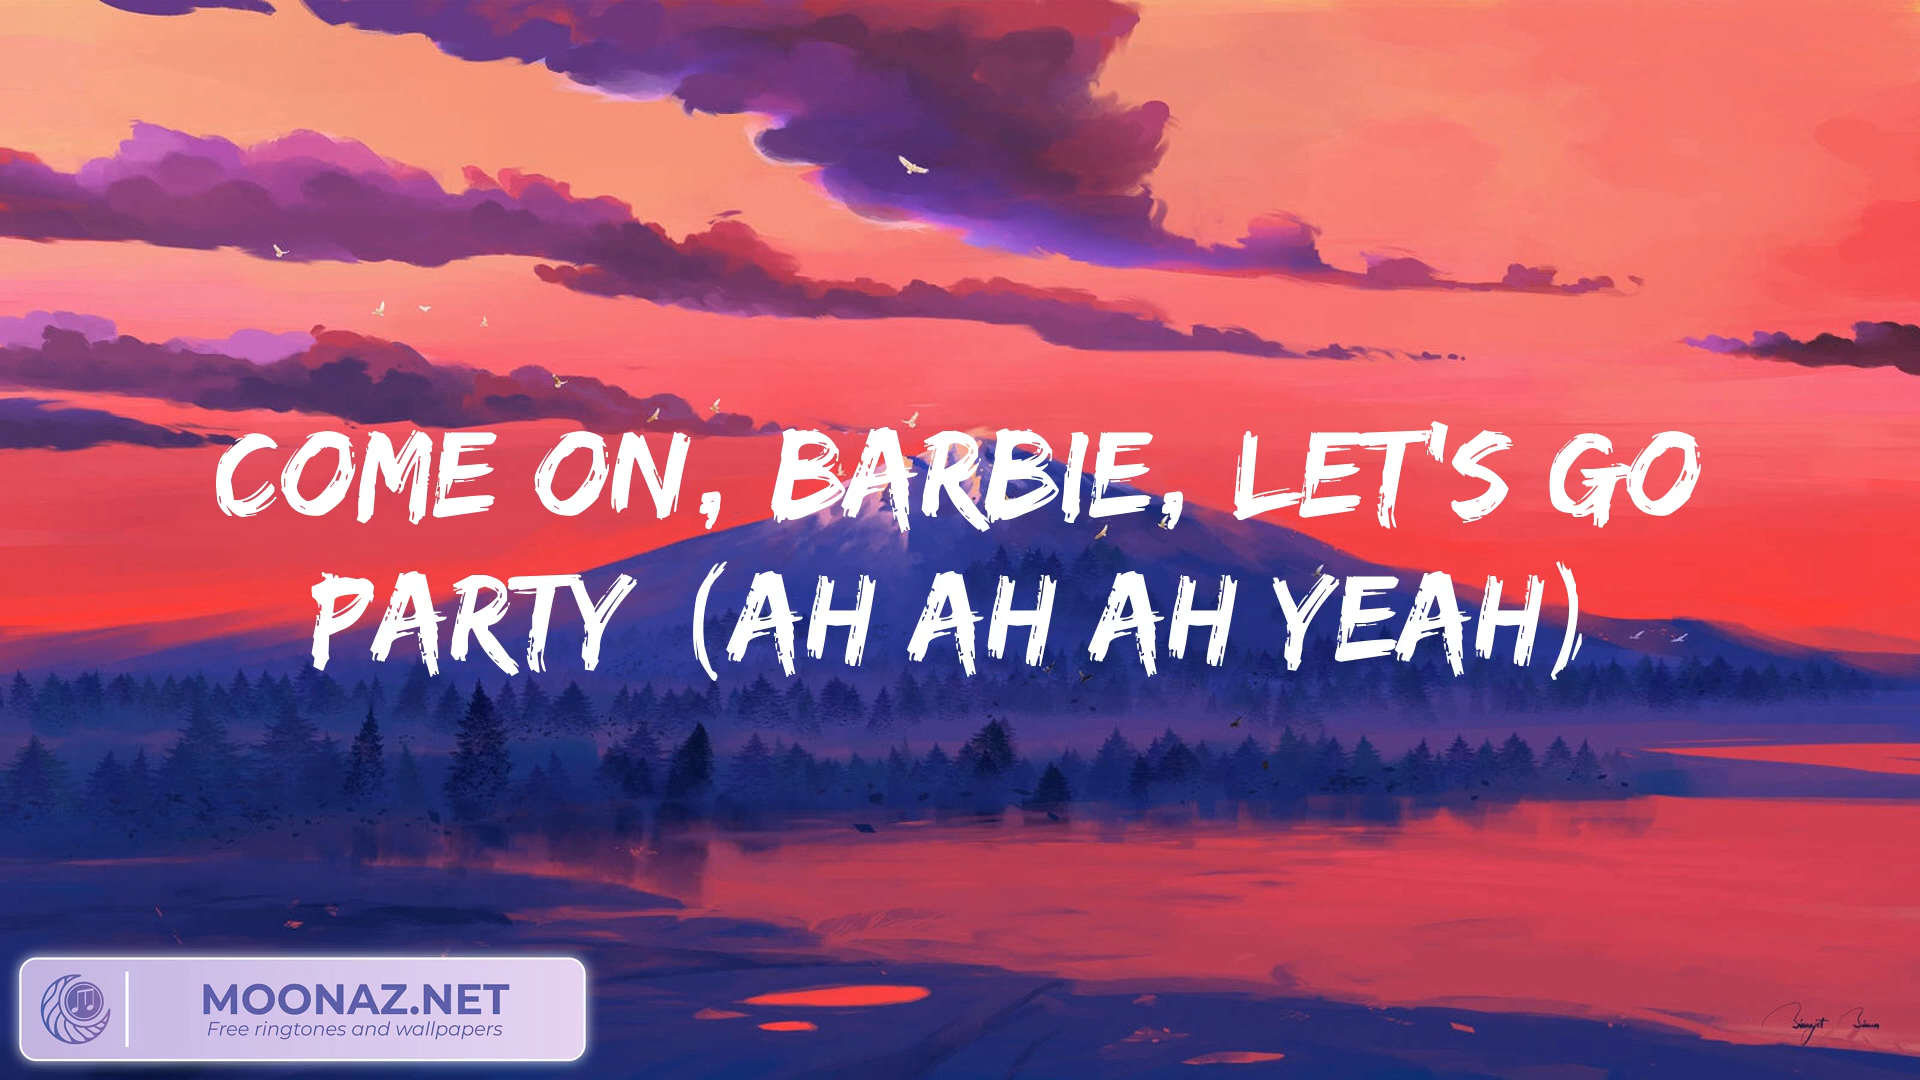 COME ON, BARBIE, LET'S GO
PARTY (AH AH AH YEAH)
MOONAZ.NET
Free ringtones and wallpapers